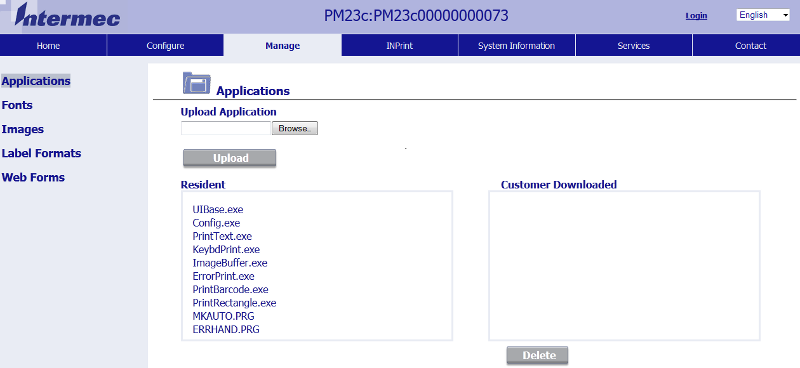 Intermec
PM23c:PM23c00000000073
Login
English
Home Configure Manage INPrint System Information Services Contact
Applications
Fonts
Images
Label Formats
Web Forms
Applications
Upload Application
Browse..
Upload
Resident
UIBase.exe
Config.exe
PrintText.exe
KeybdPrint.exe
ImageBuffer.exe
ErrorPrint.exe
PrintBarcode.exe
PrintRectangle.exe
MKAUTO.PRG
ERRHAND.PRG
Customer Downloaded
Delete